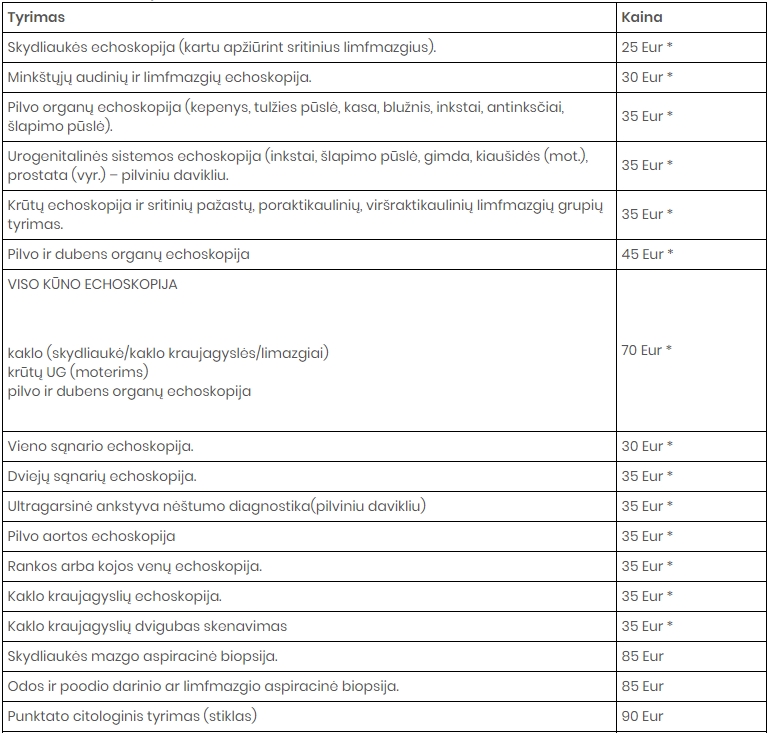 Tyrimas Kaina
Skydliaukės echoskopija (kartu apžiūrint sritinius limfmazgius). 25 Eur *
Minkštųjų audinių ir limfmazgių echoskopija. 30 Eur *
Pilvo organų echoskopija (kepenys, tulžies pūslė, kasa, blužnis, inkstai, antinksčiai,
šlapimo pūslė). 35 Eur *
Urogenitalinės sistemos echoskopija (inkstai, šlapimo pūslė, gimda, kiaušidės (mot.),
prostata (vyr.) – pilviniu davikliu. 35 Eur *
Krūtų echoskopija ir sritinių pažastų, poraktikaulinių, viršraktikaulinių limfmazgių grupių
tyrimas. 35 Eur *
Pilvo ir dubens organų echoskopija 45 Eur *
VISO KŪNO ECHOSKOPIJA
kaklo (skydliaukė/kaklo kraujagyslės/limazgiai)
70 Eur *
krūtų UG (moterims)
pilvo ir dubens organų echoskopija
Vieno sąnario echoskopija. 30 Eur *
Dviejų sąnarių echoskopija. 35 Eur *
Ultragarsinė ankstyva nėštumo diagnostika(pilviniu davikliu) 35 Eur *
Pilvo aortos echoskopija 35 Eur *
Rankos arba kojos venų echoskopija. 35 Eur *
Kaklo kraujagyslių echoskopija. 35 Eur *
Kaklo kraujagyslių dvigubas skenavimas 35 Eur *
Skydliaukės mazgo aspiracinė biopsija. 85 Eur
Odos ir poodio darinio ar limfmazgio aspiracinė biopsija. 85 Eur
Punktato citologinis tyrimas (stiklas) 90 Eur